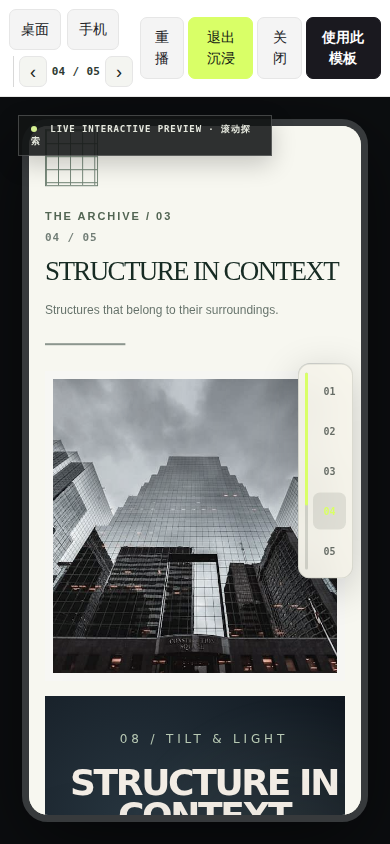 桌面
手机
‹
04 / 05
›
重播
退出沉浸
关闭
使用此模板
LIVE INTERACTIVE PREVIEW · 滚动探
索
THE ARCHIVE / 03
04 / 05
STRUCTURE IN CONTEXT
Structures that belong to their surroundings.
01
02
03
04
05
08 / TILT & LIGHT
STRUCTURE IN
CONTEXT